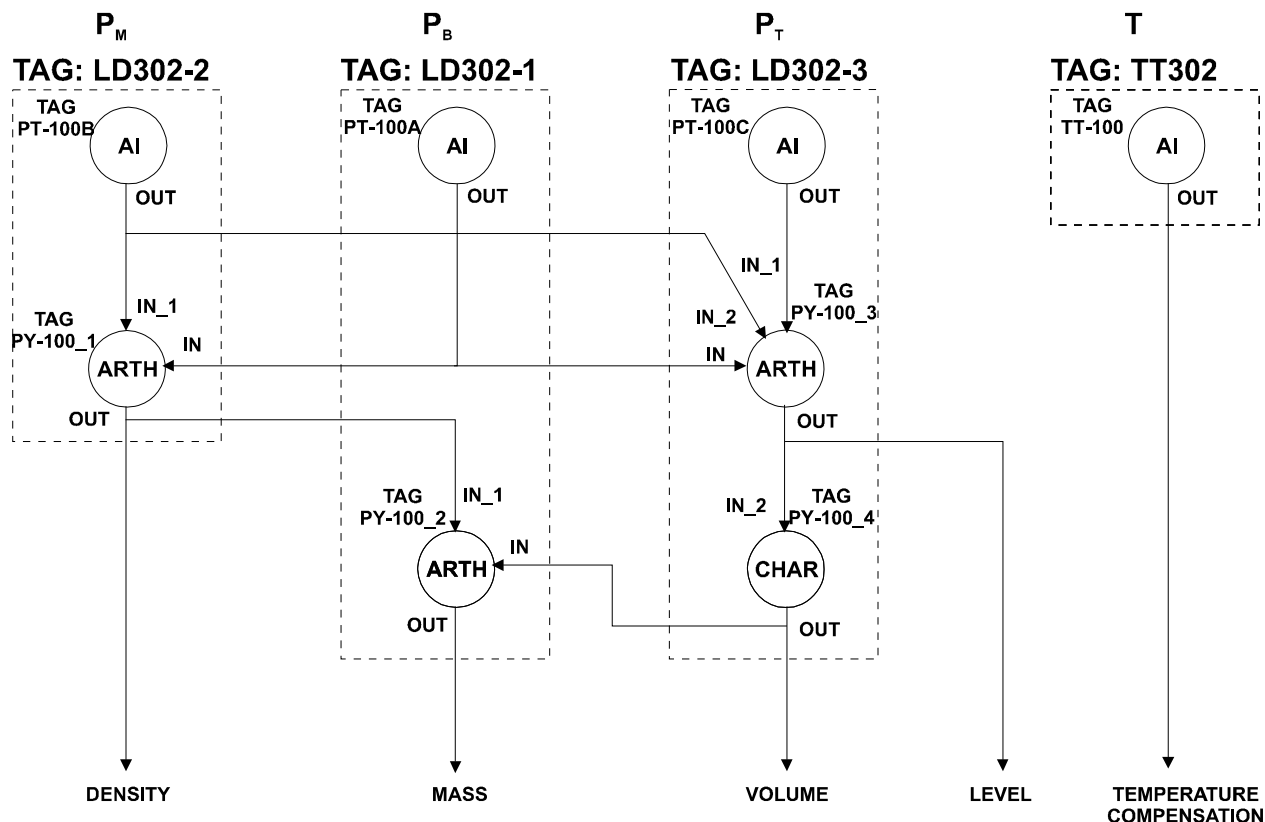 P_M
P_B
P_T
T
TAG: LD302-2
TAG: LD302-1
TAG: LD302-3
TAG: TT302
TAG
PT-100B
AI
OUT
TAG
PT-100A
AI
OUT
TAG
PT-100C
AI
OUT
TAG
TT-100
AI
OUT
IN_1
TAG
PY-100_1
IN
ARTH
OUT
IN_1
TAG
PY-100_3
IN_2
IN
ARTH
OUT
TAG
PY-100_2
IN_1
IN
ARTH
OUT
IN_2
TAG
PY-100_4
CHAR
OUT
DENSITY
MASS
VOLUME
LEVEL
TEMPERATURE
COMPENSATION